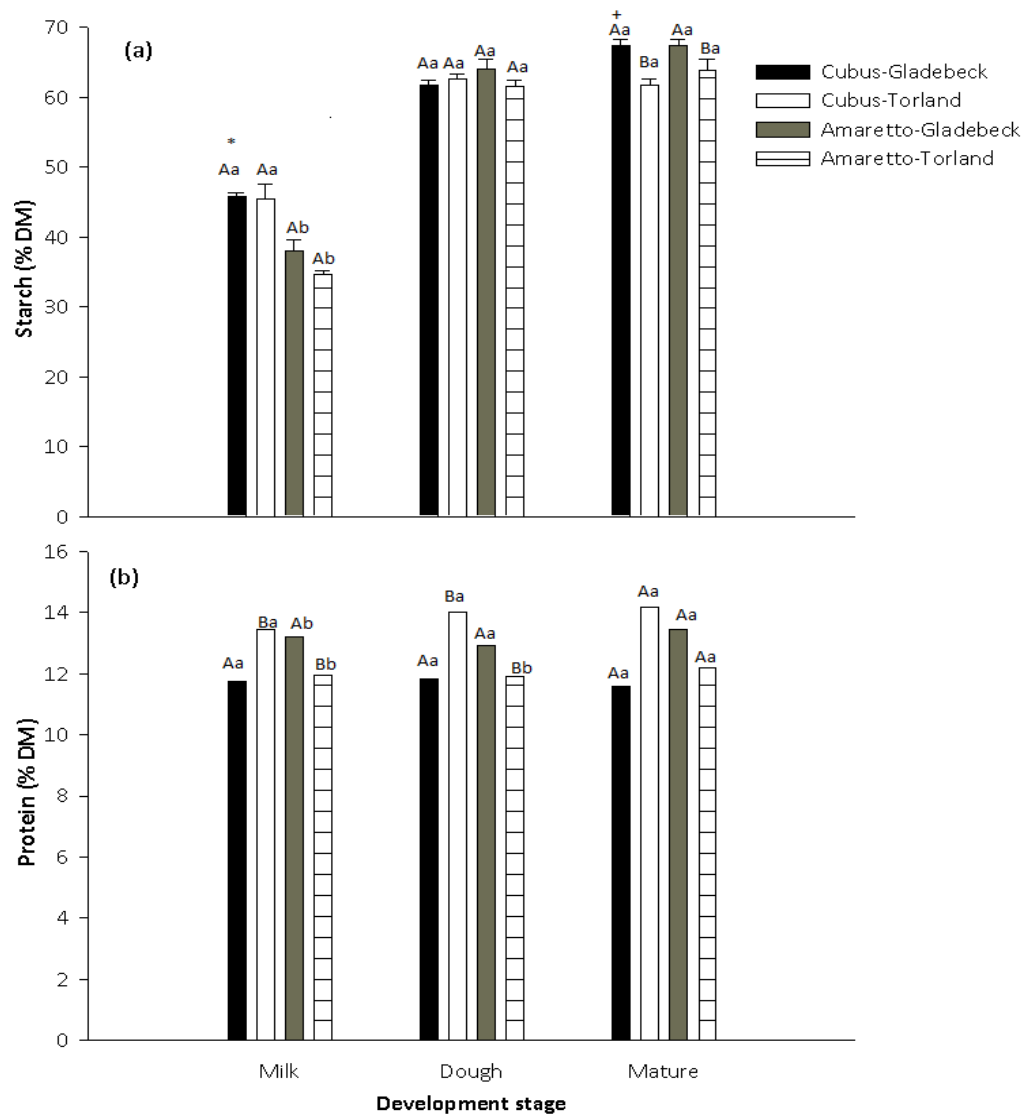 70
60
50
40
30
20
10
0
Starch (% DM)
(a)
*
Aa
Aa
Ab
Ab
Aa
Aa
Aa
Aa
+
Aa
Ba
Aa
Ba
Cubus-Gladebeck
Cubus-Torland
Amaretto-Gladebeck
Amaretto-Torland
16
14
12
10
8
6
4
2
0
Protein (% DM)
(b)
Aa
Ba
Ab
Bb
Aa
Ba
Aa
Bb
Aa
Aa
Aa
Aa
Milk
Dough
Mature
Development stage